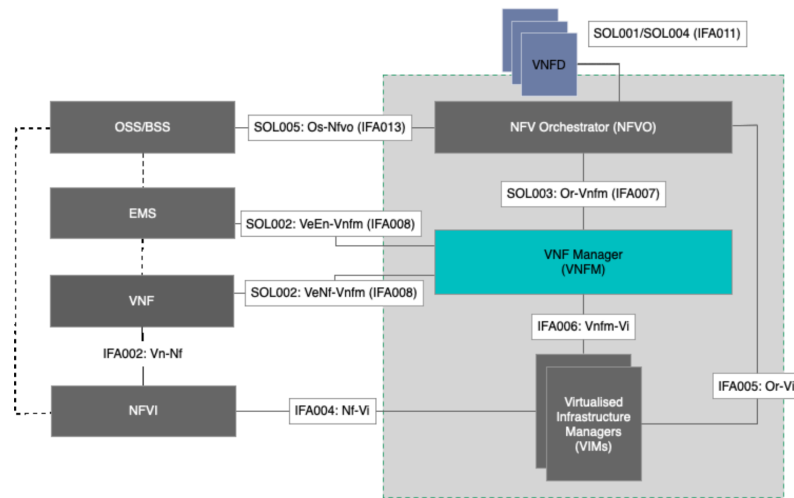 SOL001/SOL004 (IFA011)
VNFD
OSS/BSS
SOL005: Os-Nfvo (IFA013)
NFV Orchestrator (NFVO)
SOL003: Or-Vnfm (IFA007)
EMS
SOL002: VeEn-Vnfm (IFA008)
VNF Manager
(VNFM)
VNF
SOL002: VeNf-Vnfm (IFA008)
IFA006: Vnfm-Vi
IFA002: Vn-Nf
IFA005: Or-Vi
NFVI
IFA004: Nf-Vi
Virtualised
Infrastructure
Managers
(VIMs)